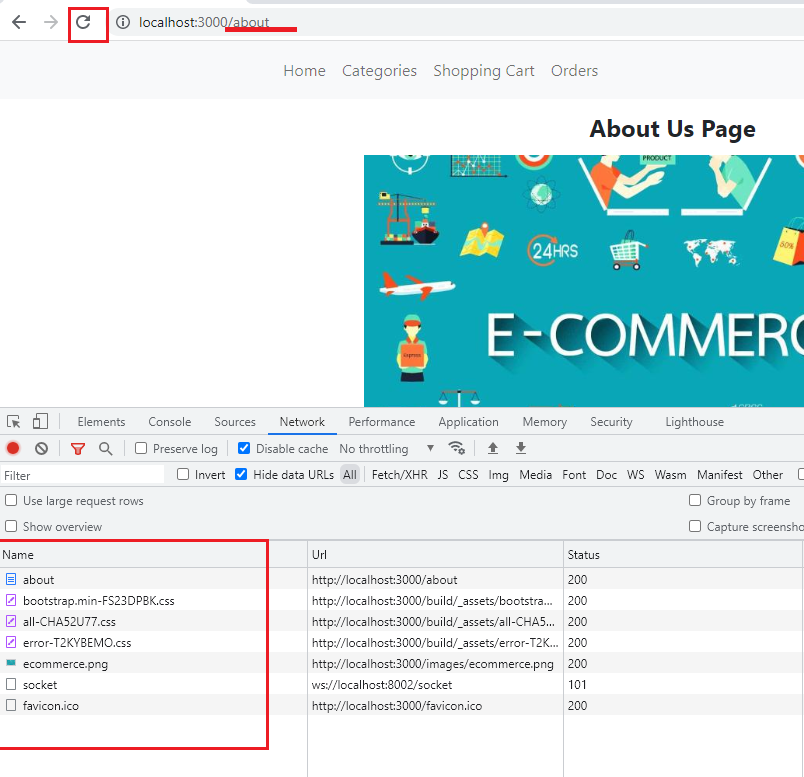 localhost:3000/about
Home Categories Shopping Cart Orders
About Us Page
PRODUCT
24HRS
60%
express
E-COMMERC
Elements Console Sources Network Performance Application Memory Security Lighthouse
Preserve log Disable cache No throttling
Filter Invert Hide data URLs All Fetch/XHR JS CSS Img Media Font Doc WS Wasm Manifest Other
Use large request rows Group by frame
Show overview Capture screensho
Name Url Status
about http://localhost:3000/about 200
bootstrap.min-FS23DPBK.css http://localhost:3000/build/_assets/bootstra... 200
all-CHA52U77.css http://localhost:3000/build/_assets/all-CHA5... 200
error-T2KYBEMO.css http://localhost:3000/build/_assets/error-T2K... 200
ecommerce.png http://localhost:3000/images/ecommerce.png 200
socket ws://localhost:8002/socket 101
favicon.ico http://localhost:3000/favicon.ico 200